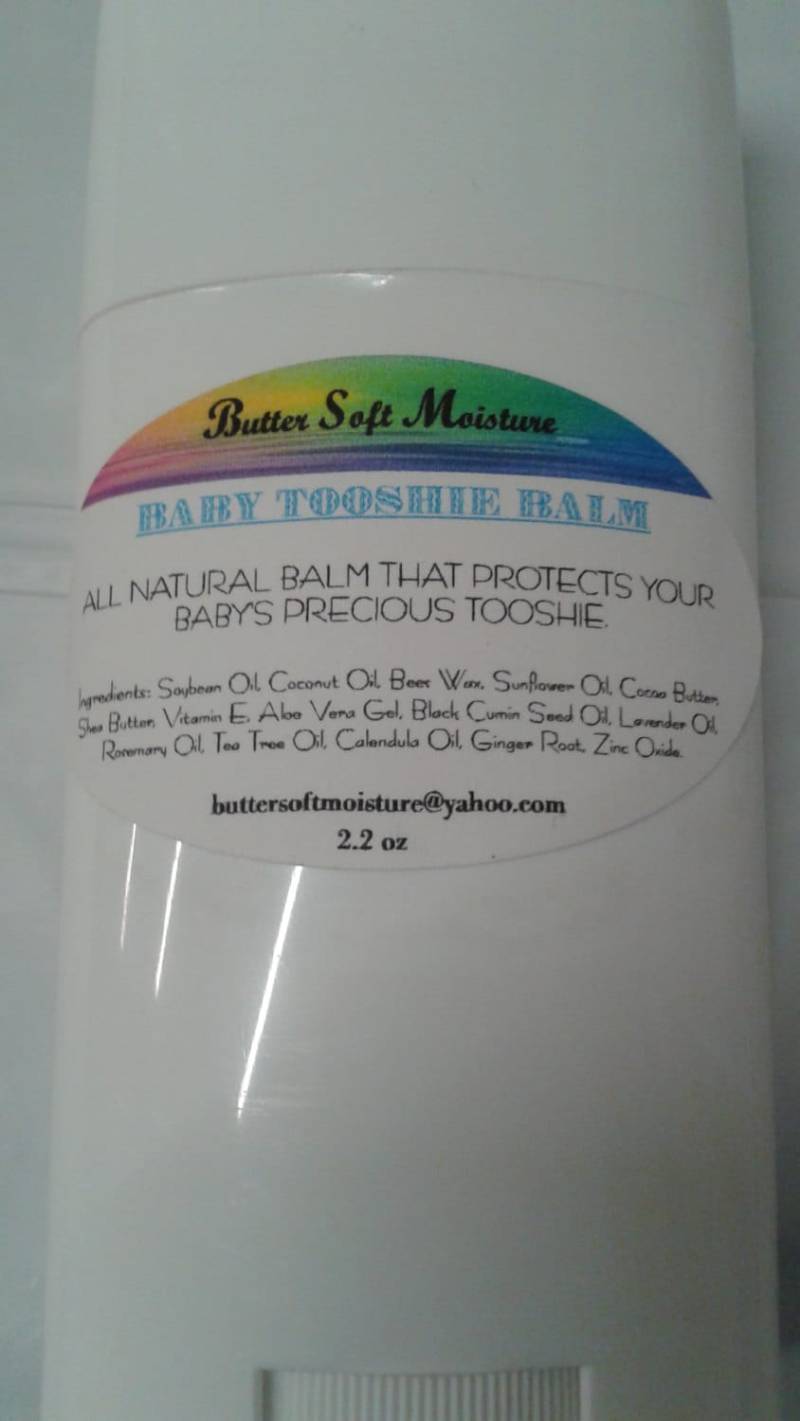 Butter Soft Moisture
BABY TOOSHIE BALM
ALL NATURAL BALM THAT PROTECTS YOUR
BABY'S PRECIOUS TOOSHIE.
Ingredients: Soybean Oil, Coconut Oil, Bees Wax, Sunflower Oil, Cocoa Butter,
Shea Butter, Vitamin E, Aloe Vera Gel, Black Cumin Seed Oil, Lavender Oil,
Rosemary Oil, Tea Tree Oil, Calendula Oil, Ginger Root, Zinc Oxide.
buttersoftmoisture@yahoo.com
2.2 oz